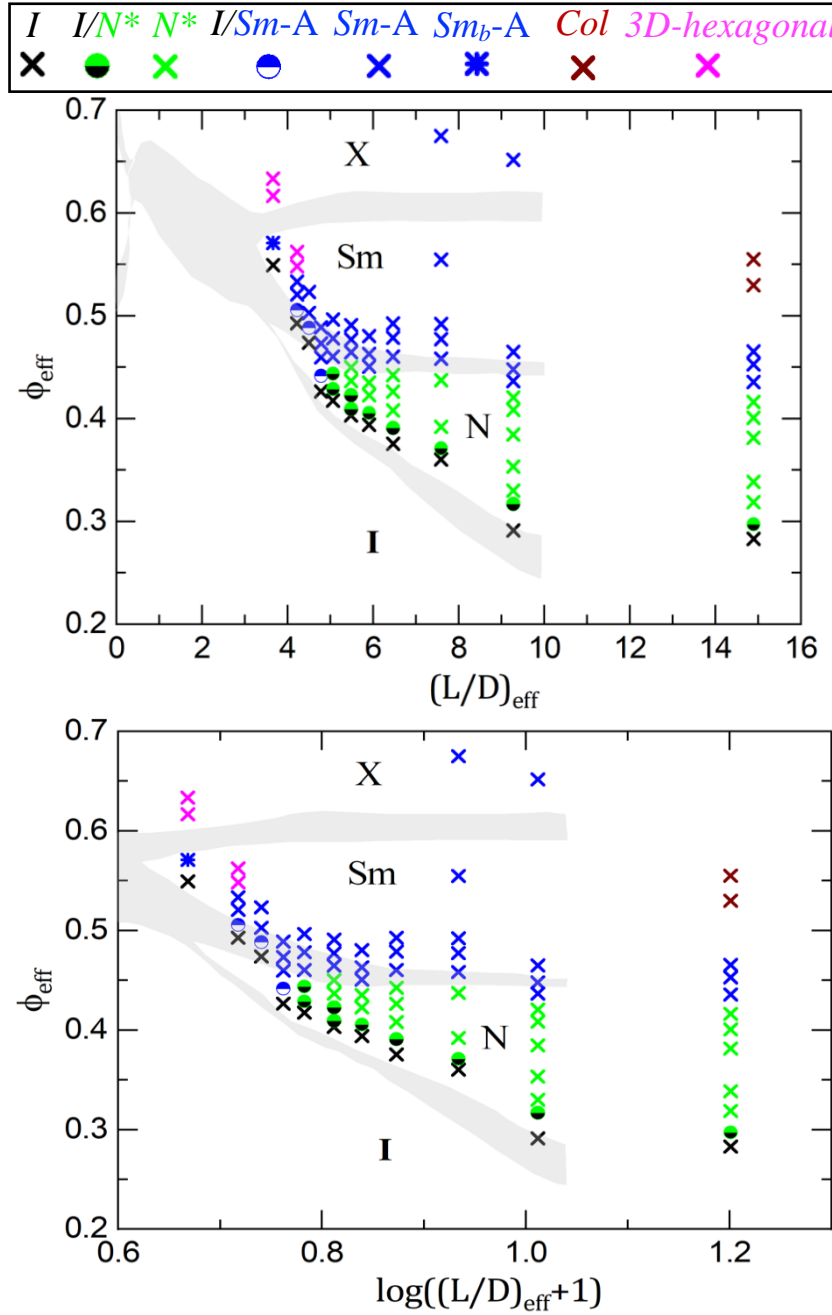 I I/N* N* I/Sm-A Sm-A Smb-A Col 3D-hexagonal
0.7
X
0.6
Sm
0.5
ϕeff
0.4
N
0.3
I
0.2
0 2 4 6 8 10 12 14 16
(L/D)eff
0.7
X
0.6
Sm
0.5
ϕeff
0.4
N
0.3
I
0.2
0.6 0.8 1.0 1.2
log((L/D)eff+1)